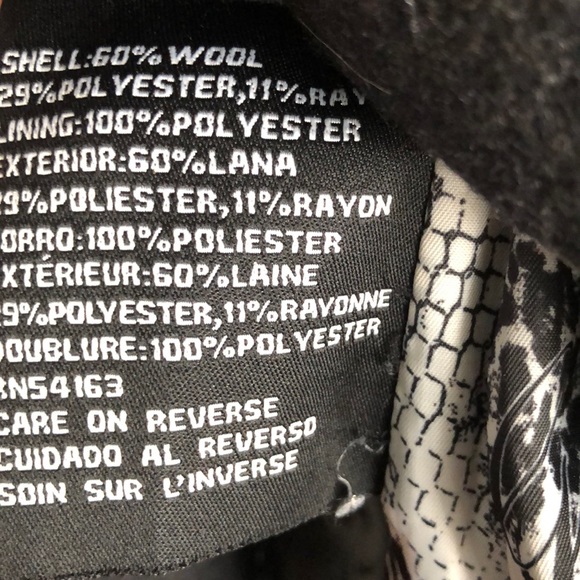 SHELL:60%WOOL
29%POLYESTER,11%RAY
LINING:100%POLYESTER
EXTERIOR:60%LANA
29%POLIESTER,11%RAYON
FORRO:100%POLIESTER
EXTÉRIEUR:60%LAINE
29%POLYESTER,11%RAYONNE
DOUBLURE:100%POLYESTER
RN54163
CARE ON REVERSE
CUIDADO AL REVERSO
SOIN SUR L'INVERSE